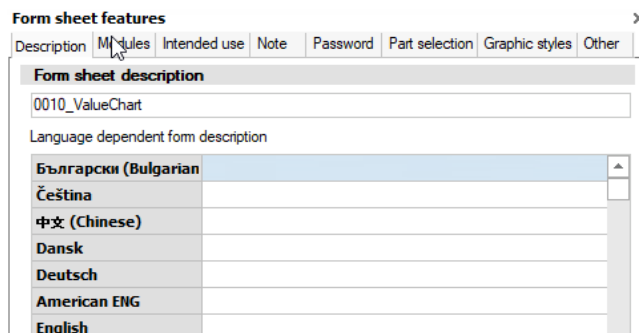 Form sheet features
Description Modules Intended use Note Password Part selection Graphic styles Other
Form sheet description
0010_ValueChart
Language dependent form description
Български (Bulgarian
Čeština
中文 (Chinese)
Dansk
Deutsch
American ENG
English